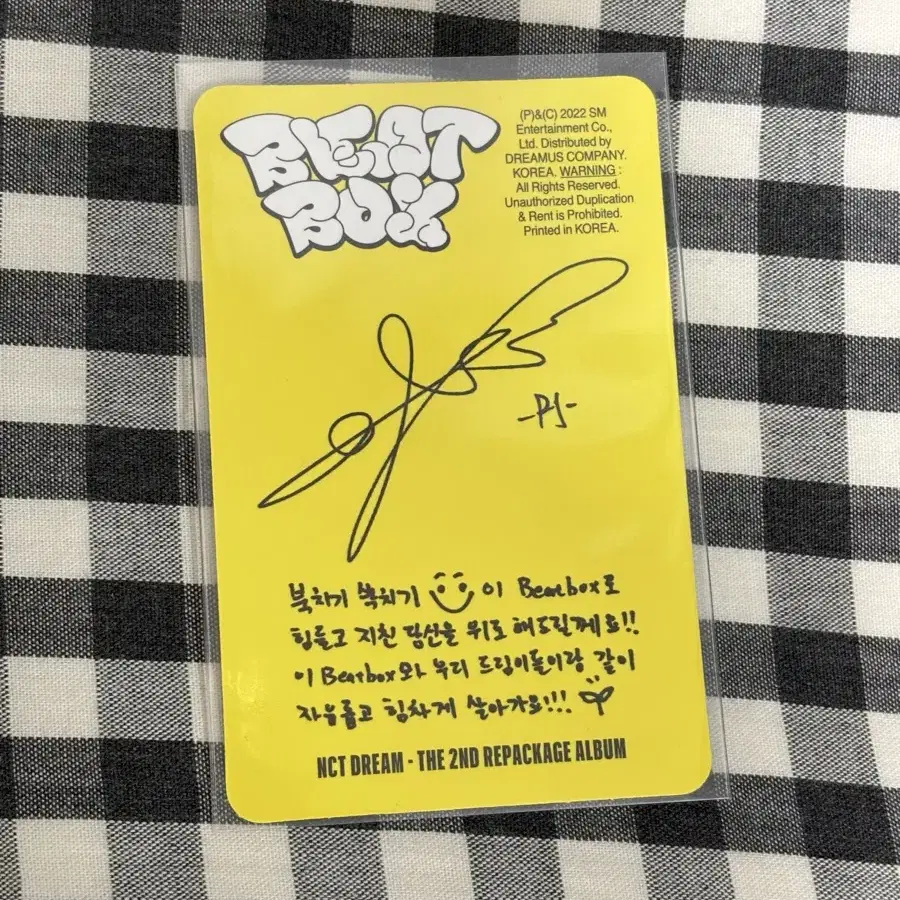 BEAT
BOX
(P)&(C) 2022 SM
Entertainment Co.,
Ltd. Distributed by
DREAMUS COMPANY.
KOREA. WARNING :
All Rights Reserved.
Unauthorized Duplication
& Rent is Prohibited.
Printed in KOREA.
-PJ-
북치기 박치기 이 Beatbox로
힘들고 지친 당신을 위로 해드릴께요!!
이 Beatbox와 우리 드림이들이랑 같이
자유롭고 힘차게 살아가요!!!
NCT DREAM - THE 2ND REPACKAGE ALBUM